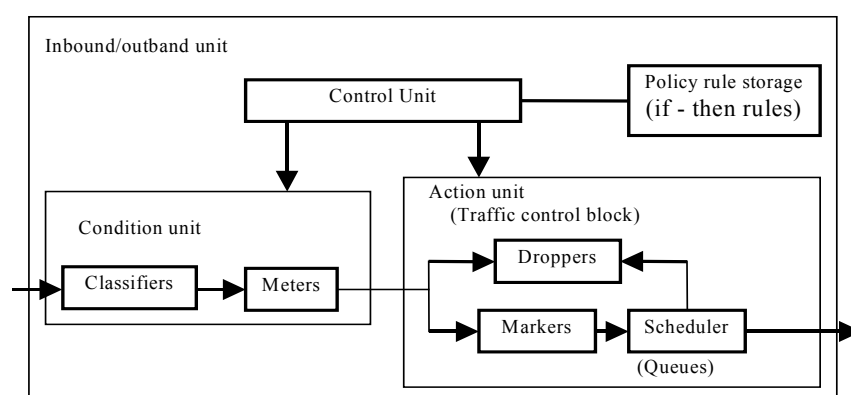 Inbound/outband unit
Control Unit
Policy rule storage
(if - then rules)
Condition unit
Classifiers
Meters
Action unit
(Traffic control block)
Droppers
Markers
Scheduler
(Queues)